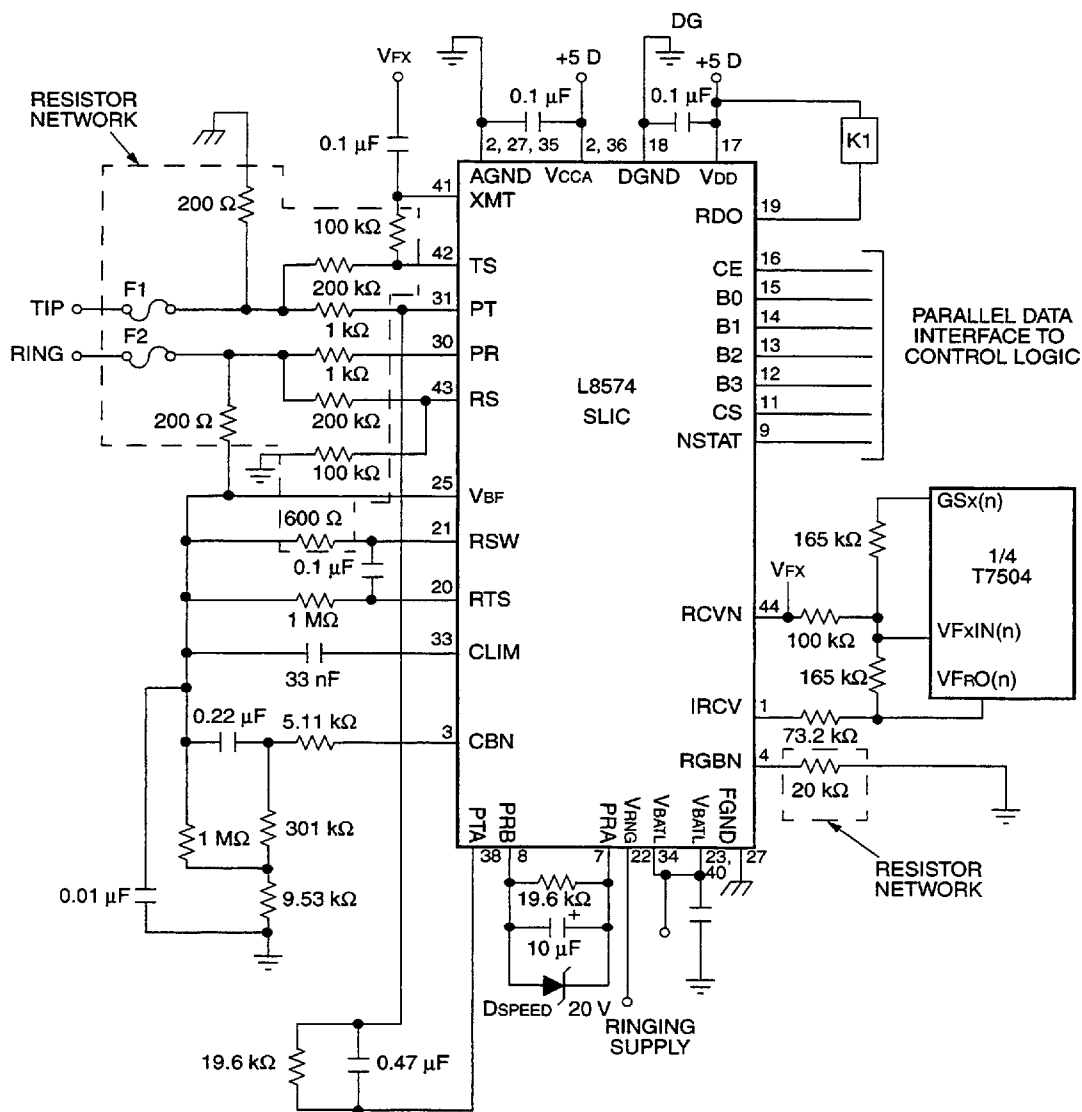 DG
VFX
+5 D
+5 D
RESISTOR
NETWORK
0.1 µF
0.1 µF
0.1 µF
2, 27, 35
2, 36
18
17
K1
AGND
VCCA
DGND
VDD
41
XMT
200 Ω
100 kΩ
RDO
19
42
TS
200 kΩ
CE
16
TIP
F1
31
PT
B0
15
1 kΩ
B1
14
PARALLEL DATA
INTERFACE TO
CONTROL LOGIC
RING
F2
30
PR
B2
13
1 kΩ
L8574
SLIC
B3
12
43
RS
CS
11
200 Ω
200 kΩ
NSTAT
9
100 kΩ
25
VBF
GSX(n)
600 Ω
21
RSW
165 kΩ
1/4
T7504
0.1 µF
VFX
20
RTS
RCVN
44
1 MΩ
100 kΩ
VFXIN(n)
33
CLIM
33 nF
165 kΩ
VFRO(n)
0.22 µF
5.11 kΩ
IRCV
1
73.2 kΩ
3
CBN
RGBN
4
20 kΩ
1 MΩ
301 kΩ
PTA
PRB
PRA
VRNG
VBATL
VBATL
FGND
38
8
7
22
34
23,
40
27
RESISTOR
NETWORK
0.01 µF
9.53 kΩ
19.6 kΩ
+
10 µF
DSPEED
20 V
RINGING
SUPPLY
19.6 kΩ
0.47 µF